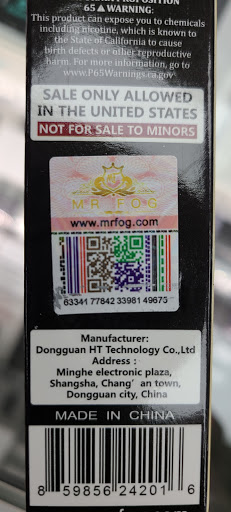 65 ⚠ WARNING:
This product can expose you to chemicals
including nicotine, which is known to
the State of California to cause
birth defects or other reproductive
harm. For more information, go to
www.P65Warnings.ca.gov
SALE ONLY ALLOWED
IN THE UNITED STATES
NOT FOR SALE TO MINORS
MR FOG
www.mrfog.com
63341 77842 33981 49675
Manufacturer:
Dongguan HT Technology Co.,Ltd
Address :
Minghe electronic plaza,
Shangsha, Chang'an town,
Dongguan city, China
MADE IN CHINA
8 59856 24201 6